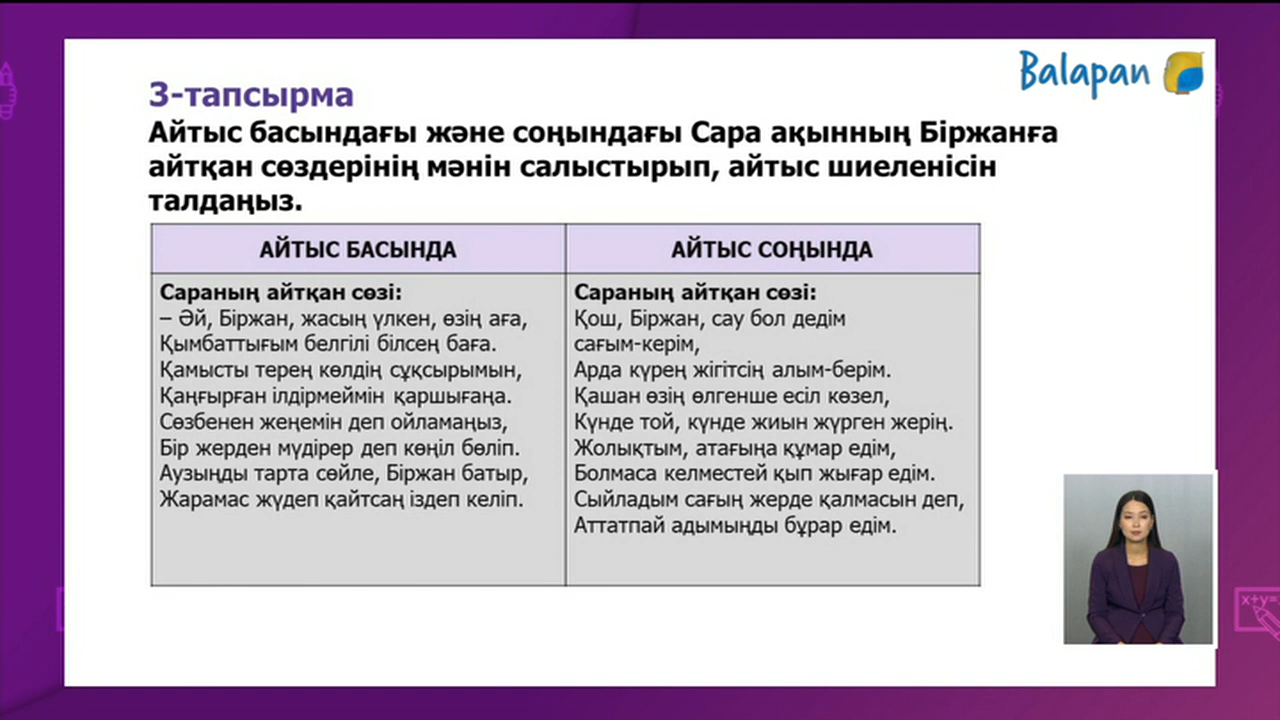 Balapan
3-тапсырма
Айтыс басындағы және соңындағы Сара ақынның Біржанға
айтқан сөздерінің мәнін салыстырып, айтыс шиеленісін
талдаңыз.
АЙТЫС БАСЫНДА
Сараның айтқан сөзі:
– Әй, Біржан, жасың үлкен, өзің аға,
Қымбаттығым белгілі білсең баға.
Қамысты терең көлдің сұқсырымын,
Қаңғырған ілдірмеймін қаршығаңа.
Сөзбенен жеңемін деп ойламаңыз,
Бір жерден мүдірер деп көңіл бөліп.
Аузыңды тарта сөйле, Біржан батыр,
Жарамас жүдеп қайтсаң іздеп келіп.
АЙТЫС СОҢЫНДА
Сараның айтқан сөзі:
Қош, Біржан, сау бол дедім
сағым-керім,
Арда күрең жігітсің алым-берім.
Қашан өзің өлгенше есіл көзел,
Күнде той, күнде жиын жүрген жерің.
Жолықтым, атағыңа құмар едім,
Болмаса келместей қып жығар едім.
Сыйладым сағың жерде қалмасын деп,
Аттатпай адымыңды бұрар едім.
x+y=